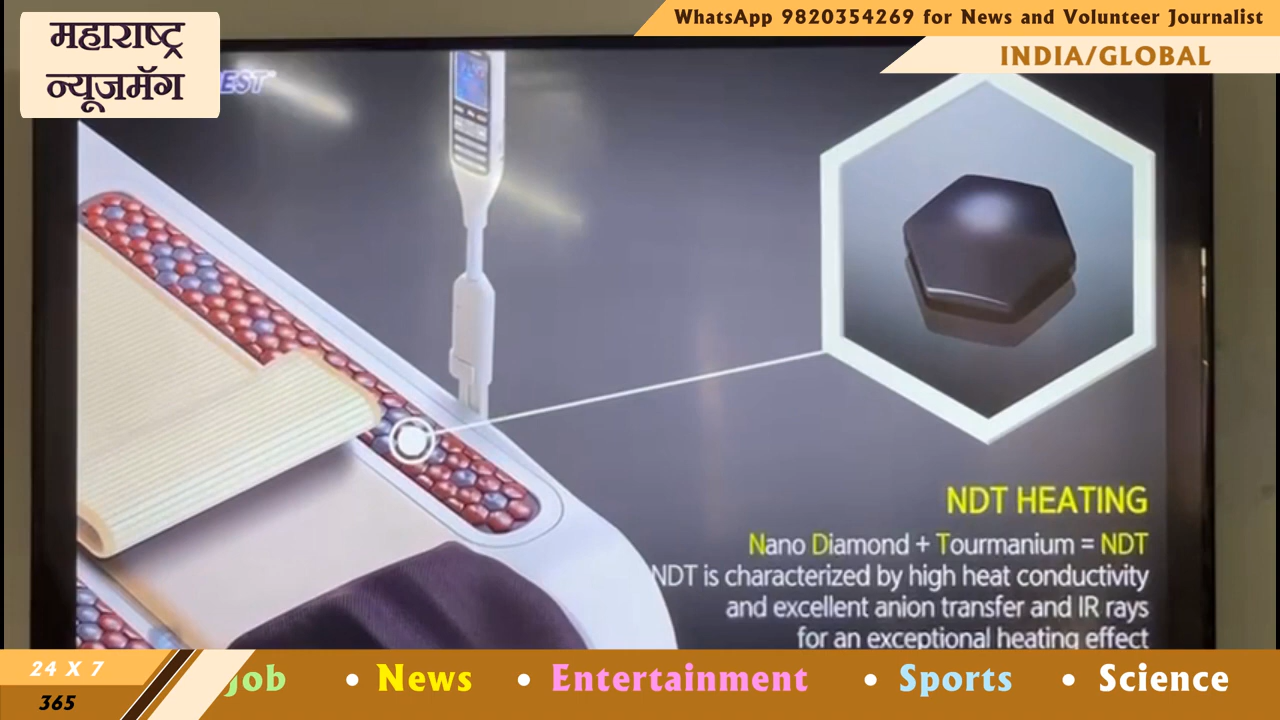 महाराष्ट्र
न्यूजमॅग
WhatsApp 9820354269 for News and Volunteer Journalist
INDIA/GLOBAL
EST
NDT HEATING
Nano Diamond + Tourmanium = NDT
NDT is characterized by high heat conductivity
and excellent anion transfer and IR rays
for an exceptional heating effect
24 X 7
365
Job • News • Entertainment • Sports • Science